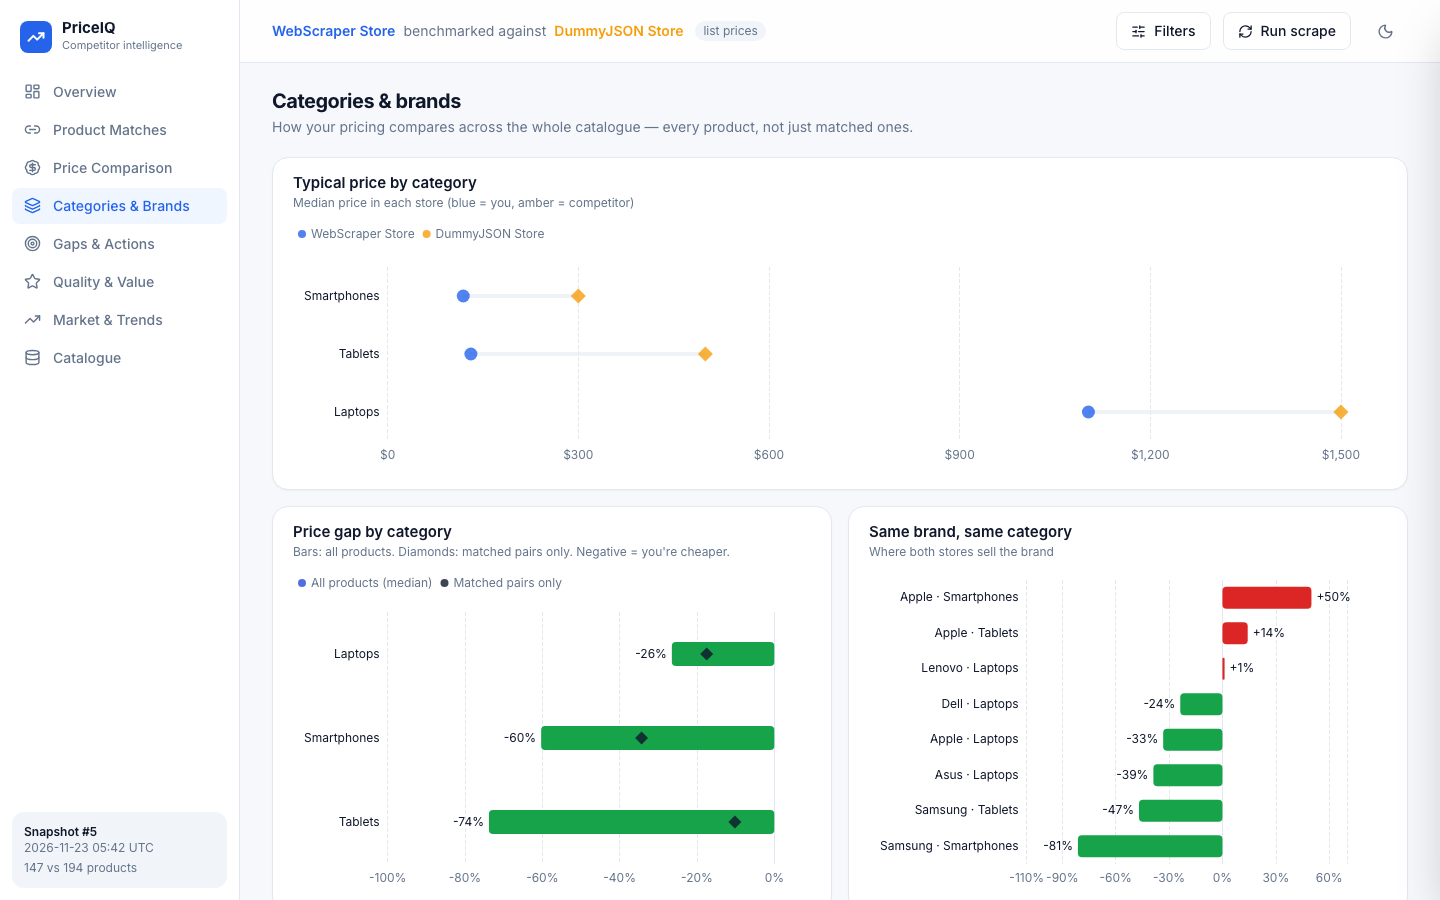 PriceIQ
Competitor intelligence
Overview
Product Matches
Price Comparison
Categories & Brands
Gaps & Actions
Quality & Value
Market & Trends
Catalogue
Snapshot #5
2026-11-23 05:42 UTC
147 vs 194 products
WebScraper Store benchmarked against DummyJSON Store list prices
Filters
Run scrape
Categories & brands
How your pricing compares across the whole catalogue — every product, not just matched ones.
Typical price by category
Median price in each store (blue = you, amber = competitor)
WebScraper Store DummyJSON Store
Smartphones
Tablets
Laptops
$0 $300 $600 $900 $1,200 $1,500
Price gap by category
Bars: all products. Diamonds: matched pairs only. Negative = you're cheaper.
All products (median) Matched pairs only
Laptops -26%
Smartphones -60%
Tablets -74%
-100% -80% -60% -40% -20% 0%
Same brand, same category
Where both stores sell the brand
Apple · Smartphones +50%
Apple · Tablets +14%
Lenovo · Laptops +1%
Dell · Laptops -24%
Apple · Laptops -33%
Asus · Laptops -39%
Samsung · Tablets -47%
Samsung · Smartphones -81%
-110% -90% -60% -30% 0% 30% 60%